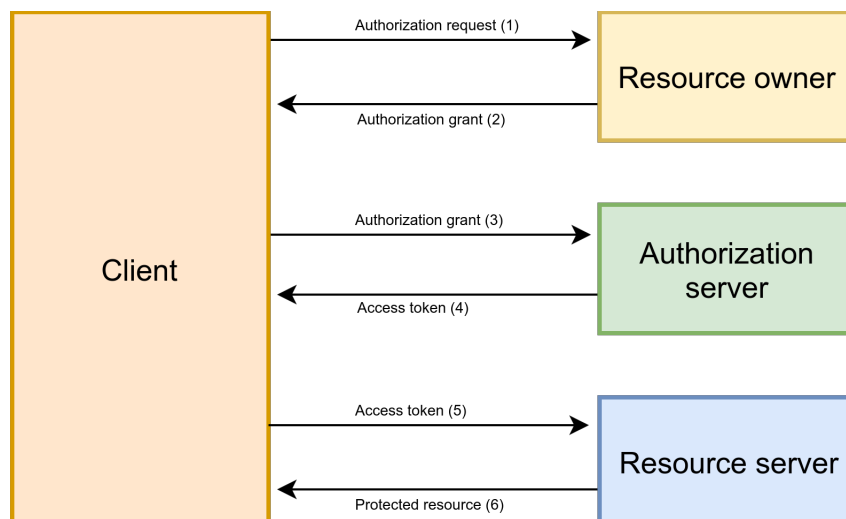 Authorization request (1)
Resource owner
Authorization grant (2)
Authorization grant (3)
Client
Authorization
server
Access token (4)
Access token (5)
Resource server
Protected resource (6)